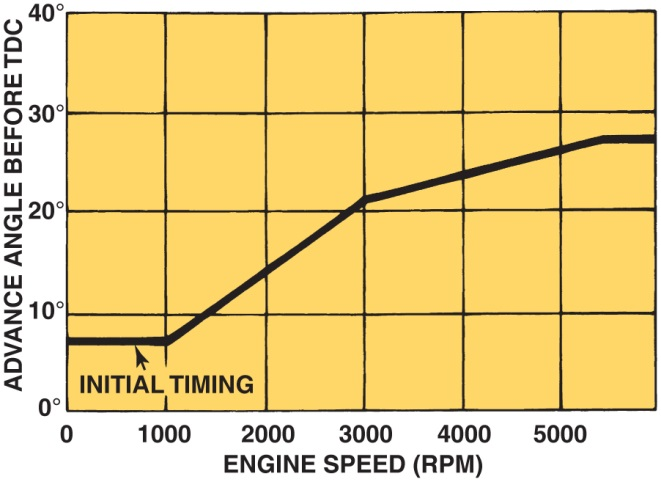 ADVANCE ANGLE BEFORE TDC
40°
30°
20°
10°
0°
INITIAL TIMING
0 1000 2000 3000 4000 5000
ENGINE SPEED (RPM)